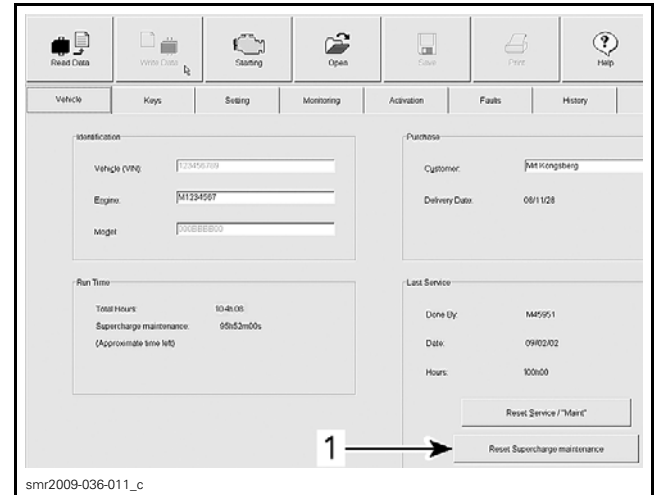 Read Data Write Data Starting Open Save Print Help
Vehicle Keys Setting Monitoring Activation Faults History
Identification
Vehicle (VIN): 123456789
Engine: M1234567
Model
Purchase
Customer: Mrt Kongsberg
Delivery Date: 08/11/28
Run Time
Total Hours: 104h08
Supercharge maintenance: 95h52m00s
(Approximate time left)
Last Service
Done By: M45951
Date: 09/02/02
Hours: 100h00
Reset Service / "Maint"
1
Reset Supercharge maintenance
smr2009-036-011_c